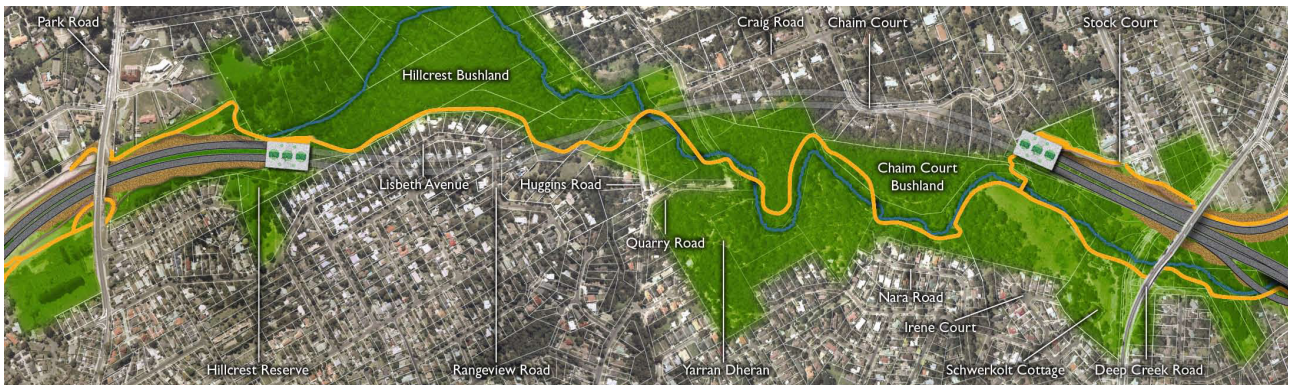 Park Road
Craig Road
Chaim Court
Stock Court
Hillcrest Bushland
Lisbeth Avenue
Huggins Road
Chaim Court
Bushland
Quarry Road
Nara Road
Irene Court
Hillcrest Reserve
Rangeview Road
Yarran Dheran
Schwerkolt Cottage
Deep Creek Road